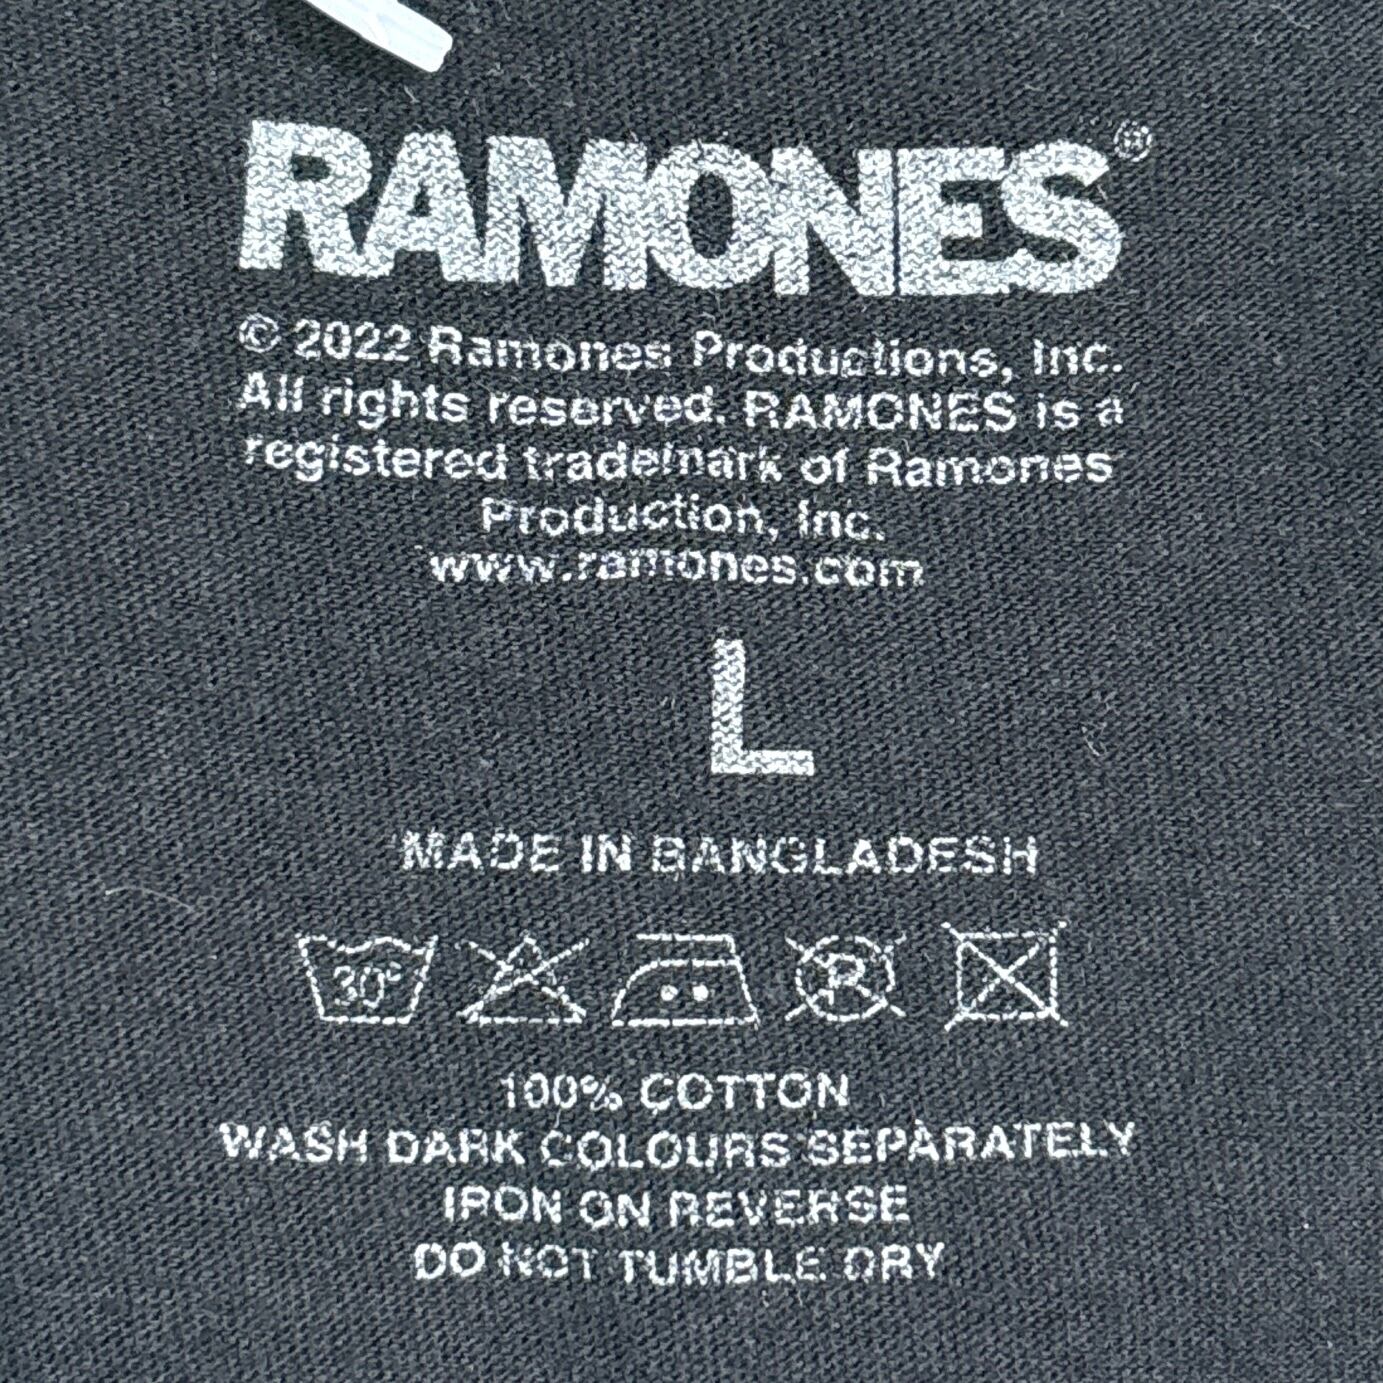 RAMONES®
© 2022 Ramones Productions, Inc.
All rights reserved. RAMONES is a
registered trademark of Ramones
Production, Inc.
www.ramones.com
L
MADE IN BANGLADESH
30° P
100% COTTON
WASH DARK COLOURS SEPARATELY
IRON ON REVERSE
DO NOT TUMBLE DRY